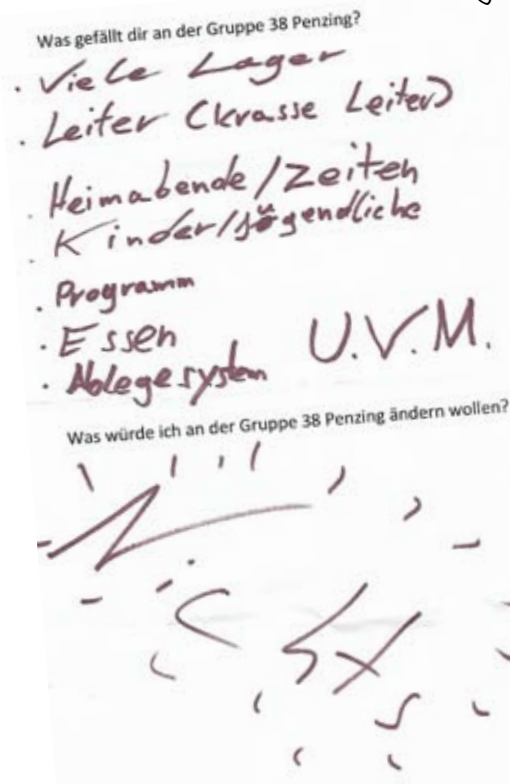 Was gefällt dir an der Gruppe 38 Penzing?
• Viele Lager
• Leiter (krasse Leiter)
• Heimabende/Zeiten
• Kinder/Jugendliche
• Programm
• Essen
• Ablegesystem U.V.M.
Was würde ich an der Gruppe 38 Penzing ändern wollen?
Nichts